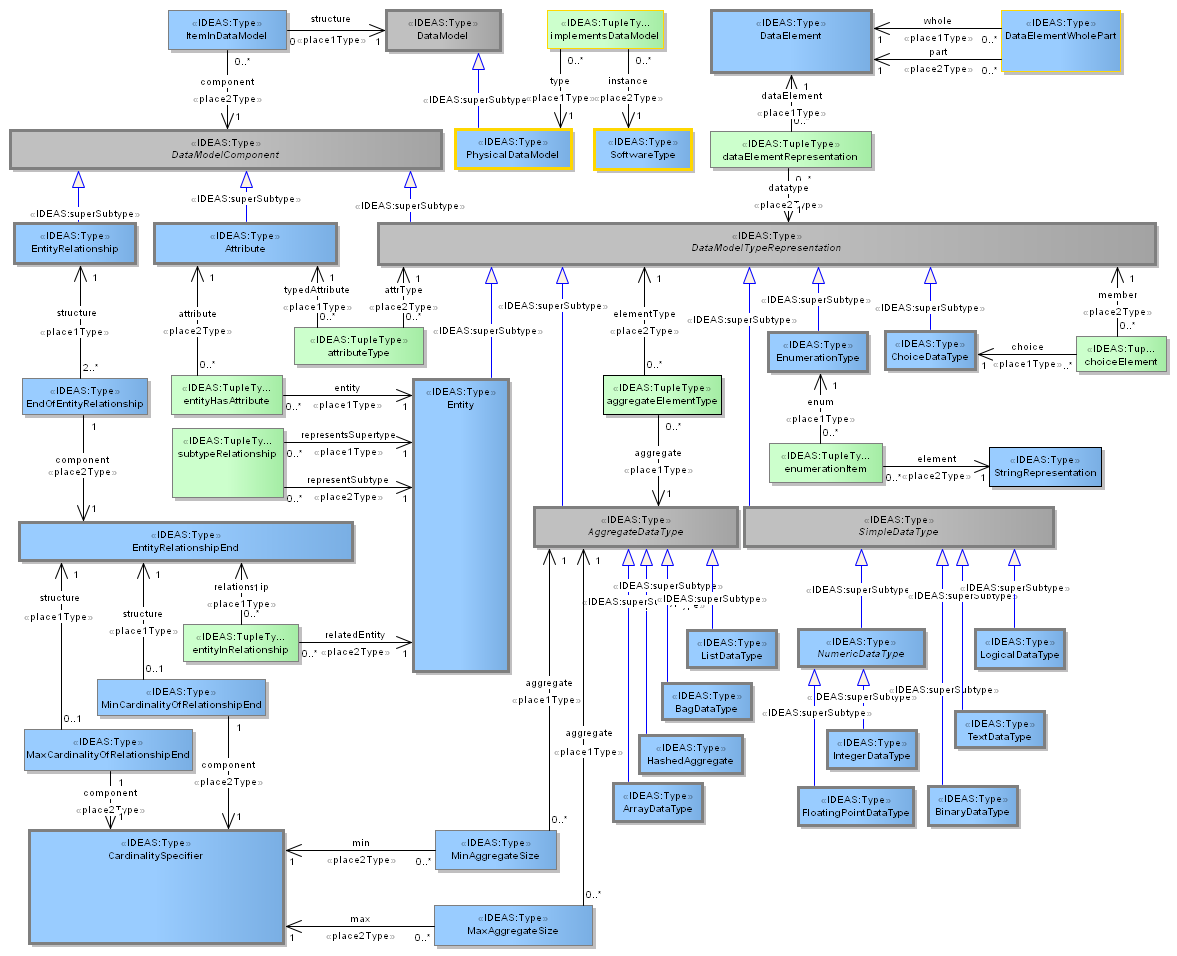 «IDEAS:Type»
ItemInDataModel
structure
«place1Type»
0
1
«IDEAS:Type»
DataModel
«IDEAS:TupleType»
implementsDataModel
«IDEAS:Type»
DataElement
whole
«place1Type»
1
0..*
part
«place2Type»
1
0..*
«IDEAS:Type»
DataElementWholePart
0..*
component
«place2Type»
«IDEAS:superSubtype»
0..*
type
«place1Type»
1
0..*
instance
«place2Type»
1
1
dataElement
«place1Type»
0..
«IDEAS:Type»
DataModelComponent
«IDEAS:Type»
PhysicalDataModel
«IDEAS:Type»
SoftwareType
«IDEAS:TupleType»
dataElementRepresentation
0..*
datatype
«place2Type»
1
«IDEAS:superSubtype»
«IDEAS:superSubtype»
«IDEAS:superSubtype»
«IDEAS:Type»
EntityRelationship
«IDEAS:Type»
Attribute
«IDEAS:Type»
DataModelTypeRepresentation
1
structure
«place1Type»
2..*
1
attribute
«place2Type»
0..*
1
typedAttribute
«place1Type»
0..*
1
attrType
«place2Type»
0..*
«IDEAS:TupleType»
attributeType
«IDEAS:superSubtype»
«IDEAS:superSubtype»
1
elementType
«place2Type»
0..*
«IDEAS:superSubtype»
«IDEAS:superSubtype»
«IDEAS:superSubtype»
1
member
«place2Type»
0..*
«IDEAS:Type»
EnumerationType
«IDEAS:Type»
ChoiceDataType
choice
1
«place1Type»
..*
«IDEAS:Tup...
choiceElement
«IDEAS:Type»
EndOfEntityRelationship
«IDEAS:TupleTy...
entityHasAttribute
entity
0..*
«place1Type»
1
«IDEAS:Type»
Entity
«IDEAS:TupleType»
aggregateElementType
1
enum
«place1Type»
0..*
1
component
«place2Type»
«IDEAS:TupleTy...
subtypeRelationship
representsSupertype
0..*
«place1Type»
1
representSubtype
0..*
«place2Type»
1
0..*
aggregate
«place1Type»
1
«IDEAS:TupleTy...
enumerationItem
element
0..*
«place2Type»
1
«IDEAS:Type»
StringRepresentation
«IDEAS:Type»
EntityRelationshipEnd
«IDEAS:Type»
AggregateDataType
«IDEAS:Type»
SimpleDataType
1
structure
«place1Type»
0..1
1
structure
«place1Type»
0..1
«place1Type»
0..*
1
1
«IDEAS:superSubtype»
«IDEAS:superSubtype»
«IDEAS:superSubtype»
«IDEAS:superSubtype»
«IDEAS:TupleTy...
entityInRelationship
relatedEntity
0..*
«place2Type»
1
«IDEAS:Type»
ListDataType
«IDEAS:Type»
NumericDataType
«IDEAS:Type»
LogicalDataType
«IDEAS:Type»
MinCardinalityOfRelationshipEnd
aggregate
«place1Type»
«IDEAS:Type»
BagDataType
«IDEAS:superSubtype»
«IDEAS:superSubtype»
«IDEAS:superSubtype»
«IDEAS:Type»
MaxCardinalityOfRelationshipEnd
1
aggregate
«place1Type»
«IDEAS:Type»
HashedAggregate
«IDEAS:Type»
IntegerDataType
«IDEAS:Type»
TextDataType
1
component
component
«place2Type»
«IDEAS:Type»
ArrayDataType
«IDEAS:Type»
FloatingPointDataType
«IDEAS:Type»
BinaryDataType
0..*
«IDEAS:Type»
CardinalitySpecifier
min
1
«place2Type»
0..*
«IDEAS:Type»
MinAggregateSize
0..*
max
1
«place2Type»
0..*
«IDEAS:Type»
MaxAggregateSize